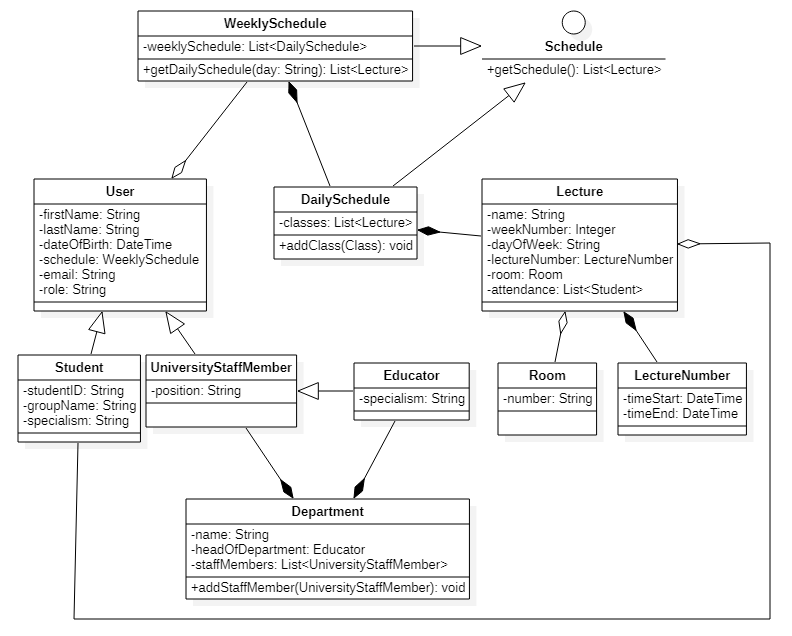 WeeklySchedule
-weeklySchedule: List<DailySchedule>
+getDailySchedule(day: String): List<Lecture>
Schedule
+getSchedule(): List<Lecture>
User
-firstName: String
-lastName: String
-dateOfBirth: DateTime
-schedule: WeeklySchedule
-email: String
-role: String
DailySchedule
-classes: List<Lecture>
+addClass(Class): void
Lecture
-name: String
-weekNumber: Integer
-dayOfWeek: String
-lectureNumber: LectureNumber
-room: Room
-attendance: List<Student>
Student
-studentID: String
-groupName: String
-specialism: String
UniversityStaffMember
-position: String
Educator
-specialism: String
Room
-number: String
LectureNumber
-timeStart: DateTime
-timeEnd: DateTime
Department
-name: String
-headOfDepartment: Educator
-staffMembers: List<UniversityStaffMember>
+addStaffMember(UniversityStaffMember): void